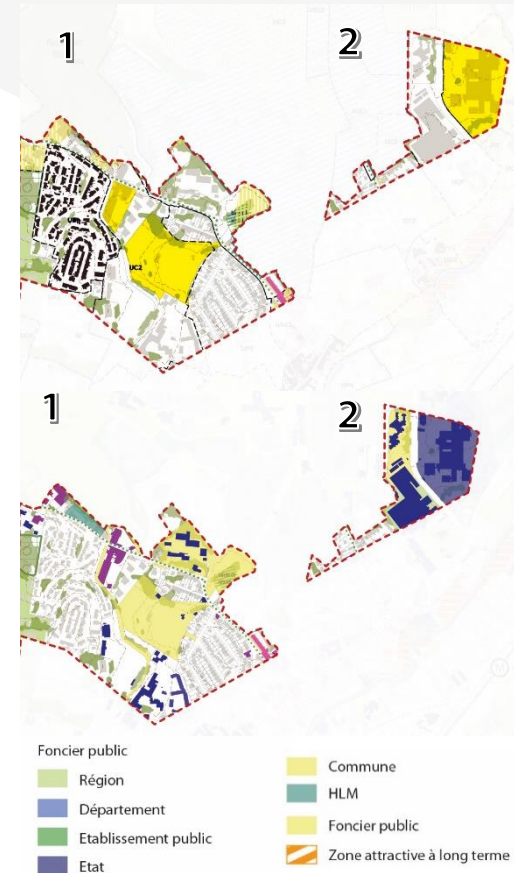 1
2
UC2
1
2
Foncier public
Région
Département
Etablissement public
Etat
Commune
HLM
Foncier public
Zone attractive à long terme